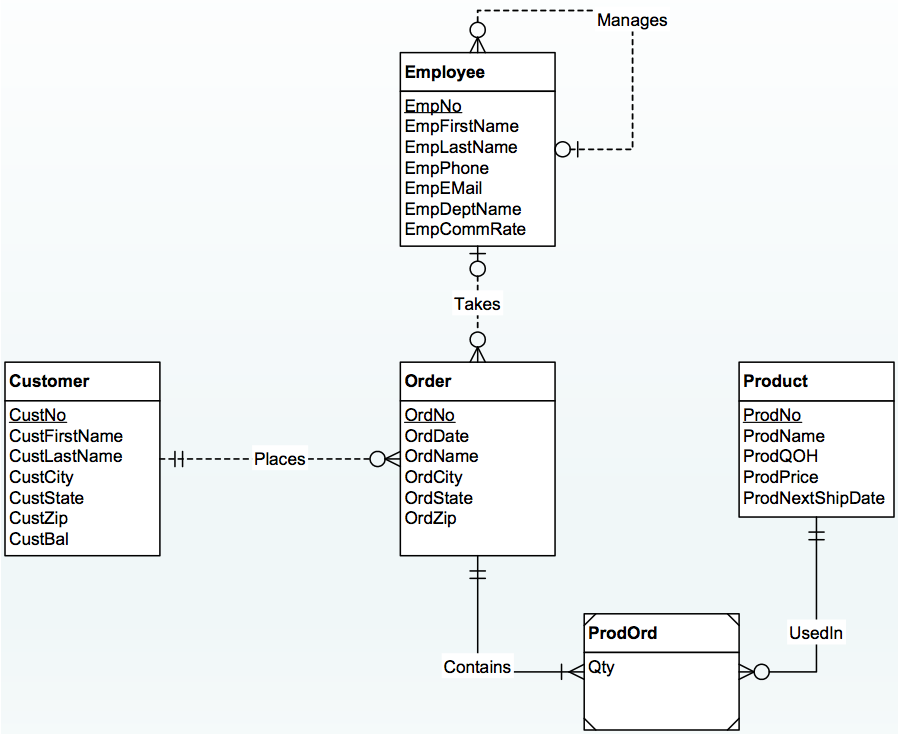 Manages
Employee
EmpNo
EmpFirstName
EmpLastName
EmpPhone
EmpEMail
EmpDeptName
EmpCommRate
Takes
Customer
CustNo
CustFirstName
CustLastName
CustCity
CustState
CustZip
CustBal
Places
Order
OrdNo
OrdDate
OrdName
OrdCity
OrdState
OrdZip
Product
ProdNo
ProdName
ProdQOH
ProdPrice
ProdNextShipDate
Contains
ProdOrd
Qty
UsedIn